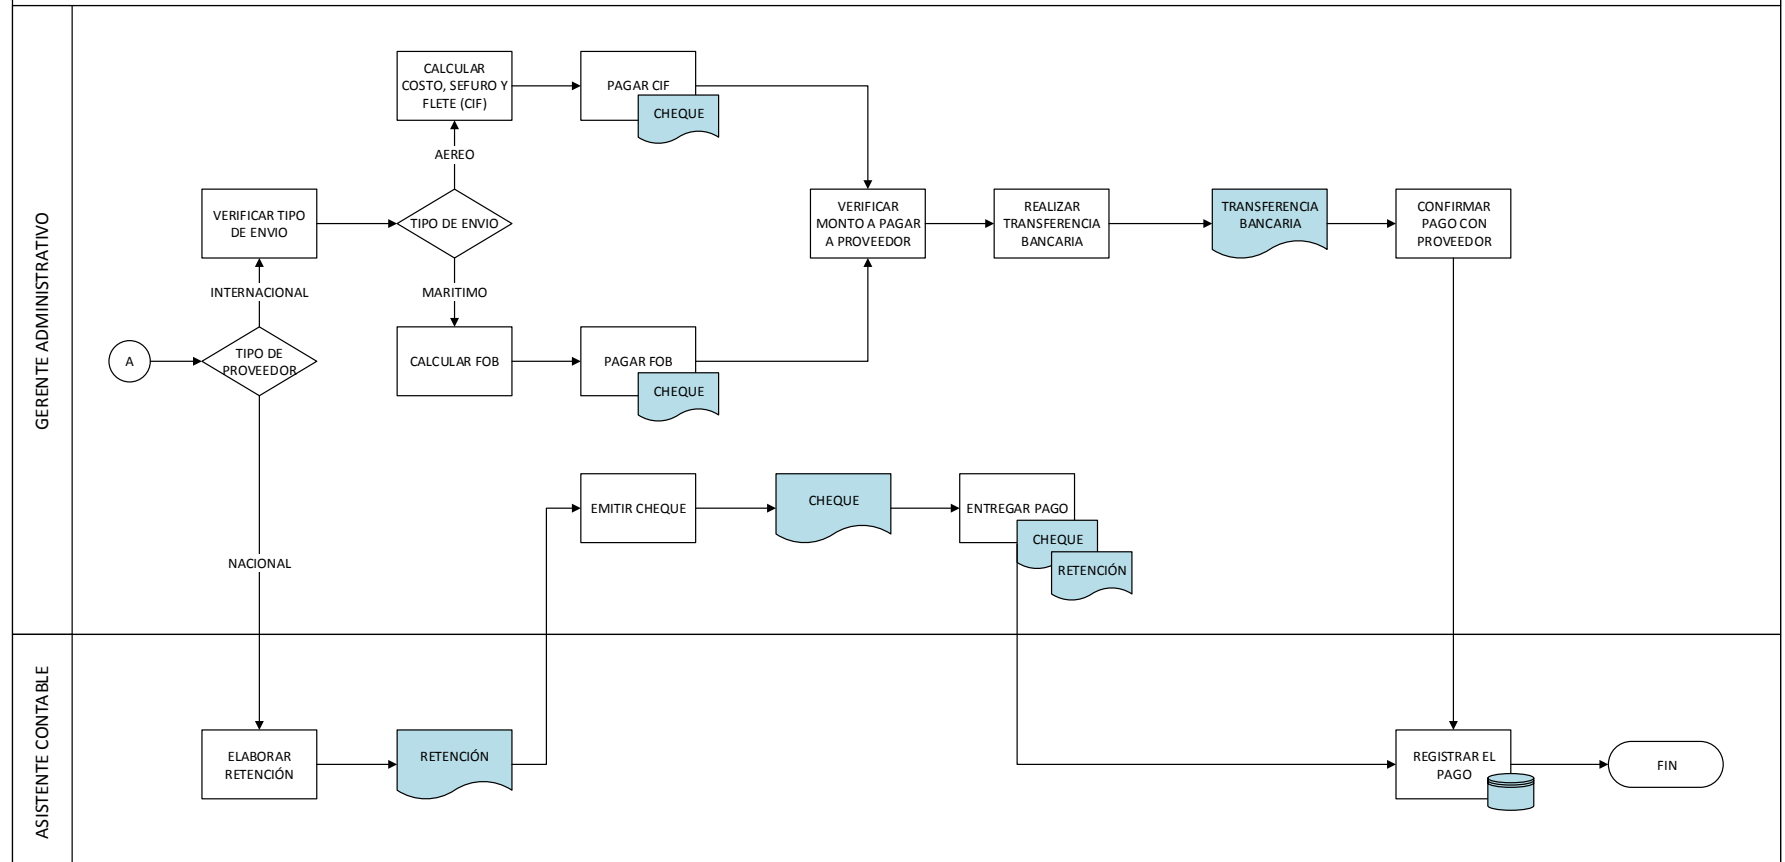 GERENTE ADMINISTRATIVO
CALCULAR
COSTO, SEFURO Y
FLETE (CIF)
PAGAR CIF
CHEQUE
AEREO
VERIFICAR TIPO
DE ENVIO
TIPO DE ENVIO
VERIFICAR
MONTO A PAGAR
A PROVEEDOR
REALIZAR
TRANSFERENCIA
BANCARIA
TRANSFERENCIA
BANCARIA
CONFIRMAR
PAGO CON
PROVEEDOR
INTERNACIONAL
MARITIMO
A
TIPO DE
PROVEEDOR
CALCULAR FOB
PAGAR FOB
CHEQUE
EMITIR CHEQUE
CHEQUE
ENTREGAR PAGO
CHEQUE
RETENCIÓN
NACIONAL
ASISTENTE CONTABLE
ELABORAR
RETENCIÓN
RETENCIÓN
REGISTRAR EL
PAGO
FIN